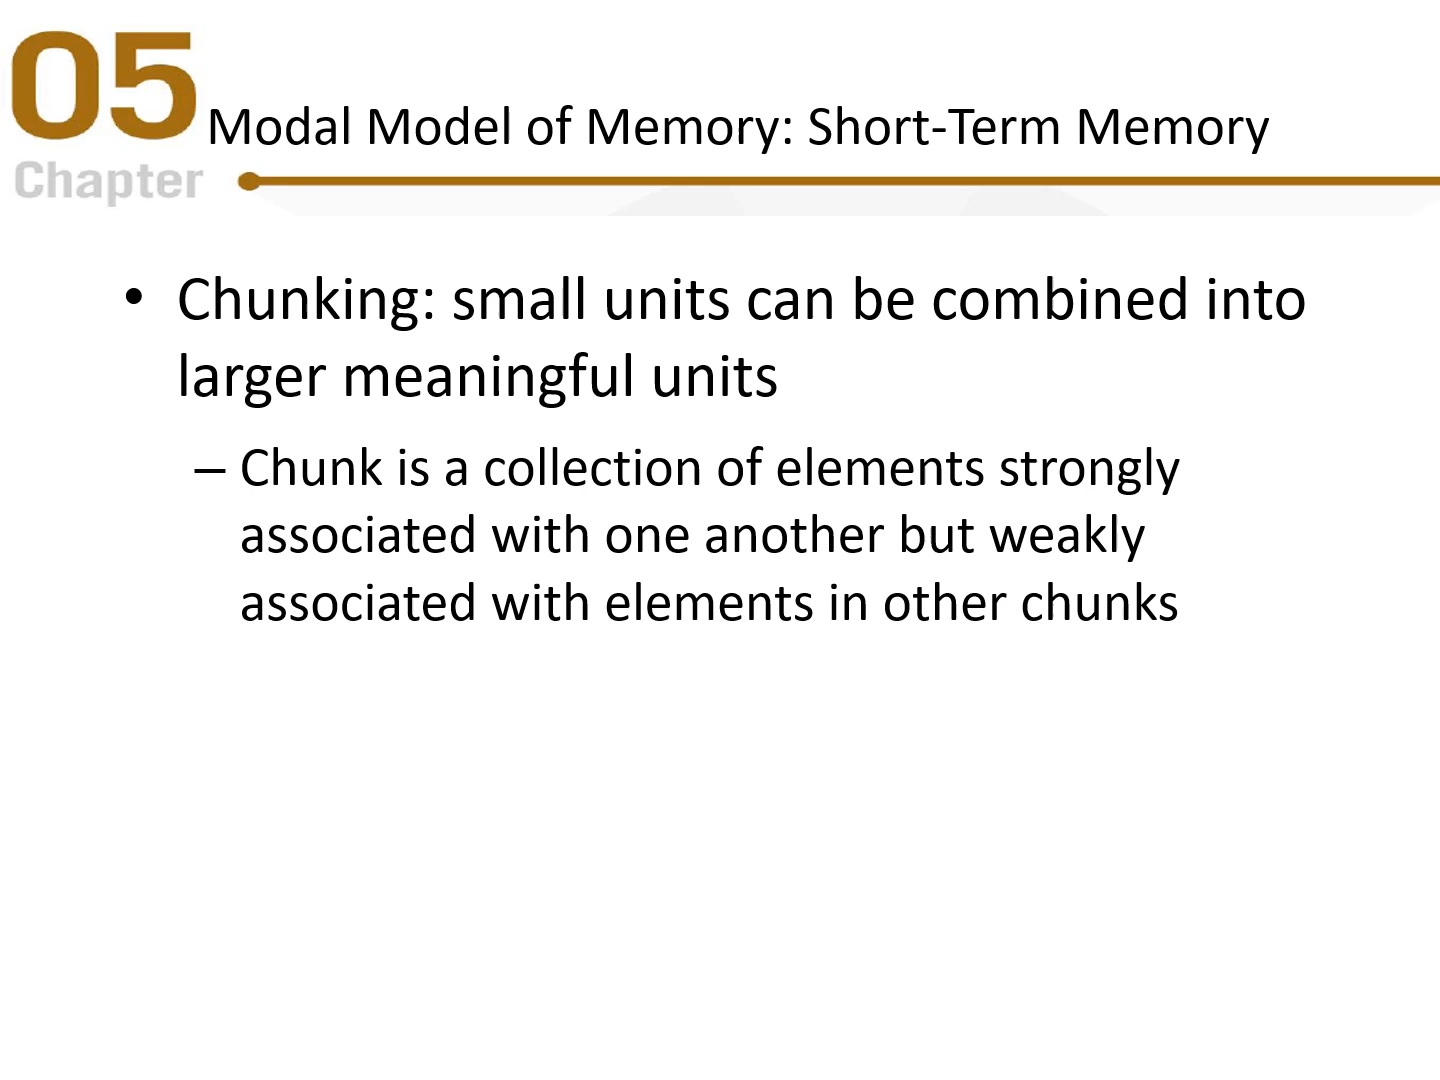 05
Chapter
Modal Model of Memory: Short-Term Memory
• Chunking: small units can be combined into
larger meaningful units
– Chunk is a collection of elements strongly
associated with one another but weakly
associated with elements in other chunks